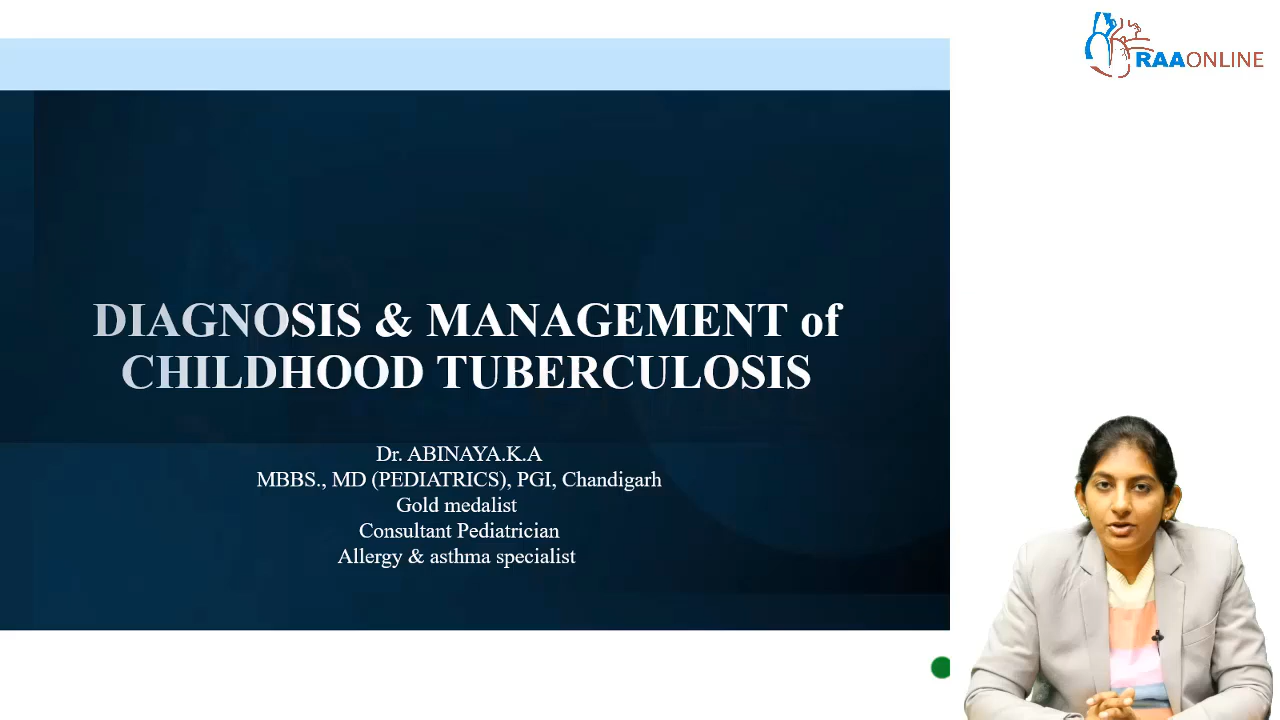 RAAONLINE
DIAGNOSIS & MANAGEMENT of
CHILDHOOD TUBERCULOSIS
Dr. ABINAYA.K.A
MBBS., MD (PEDIATRICS), PGI, Chandigarh
Gold medalist
Consultant Pediatrician
Allergy & asthma specialist